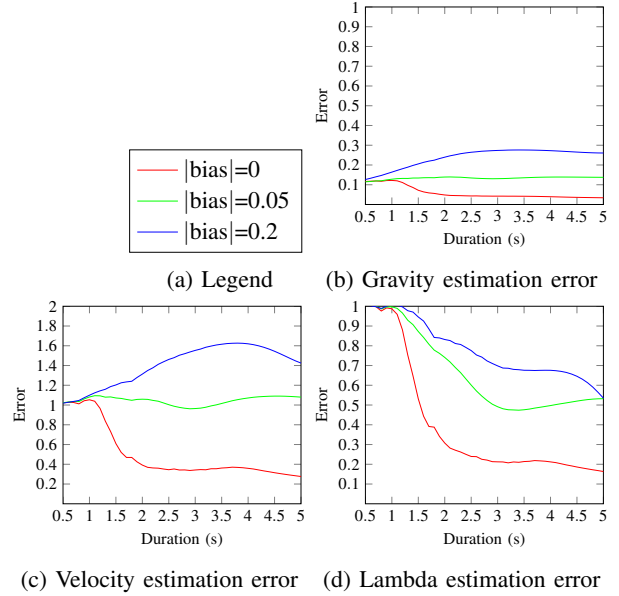 |bias|=0
|bias|=0.05
|bias|=0.2
(a) Legend
1
0.9
0.8
0.7
0.6
0.5
0.4
0.3
0.2
0.1
Error
0.5 1 1.5 2 2.5 3 3.5 4 4.5 5
Duration (s)
(b) Gravity estimation error
2
1.8
1.6
1.4
1.2
1
0.8
0.6
0.4
0.2
Error
0.5 1 1.5 2 2.5 3 3.5 4 4.5 5
Duration (s)
(c) Velocity estimation error
1
0.9
0.8
0.7
0.6
0.5
0.4
0.3
0.2
0.1
Error
0.5 1 1.5 2 2.5 3 3.5 4 4.5 5
Duration (s)
(d) Lambda estimation error